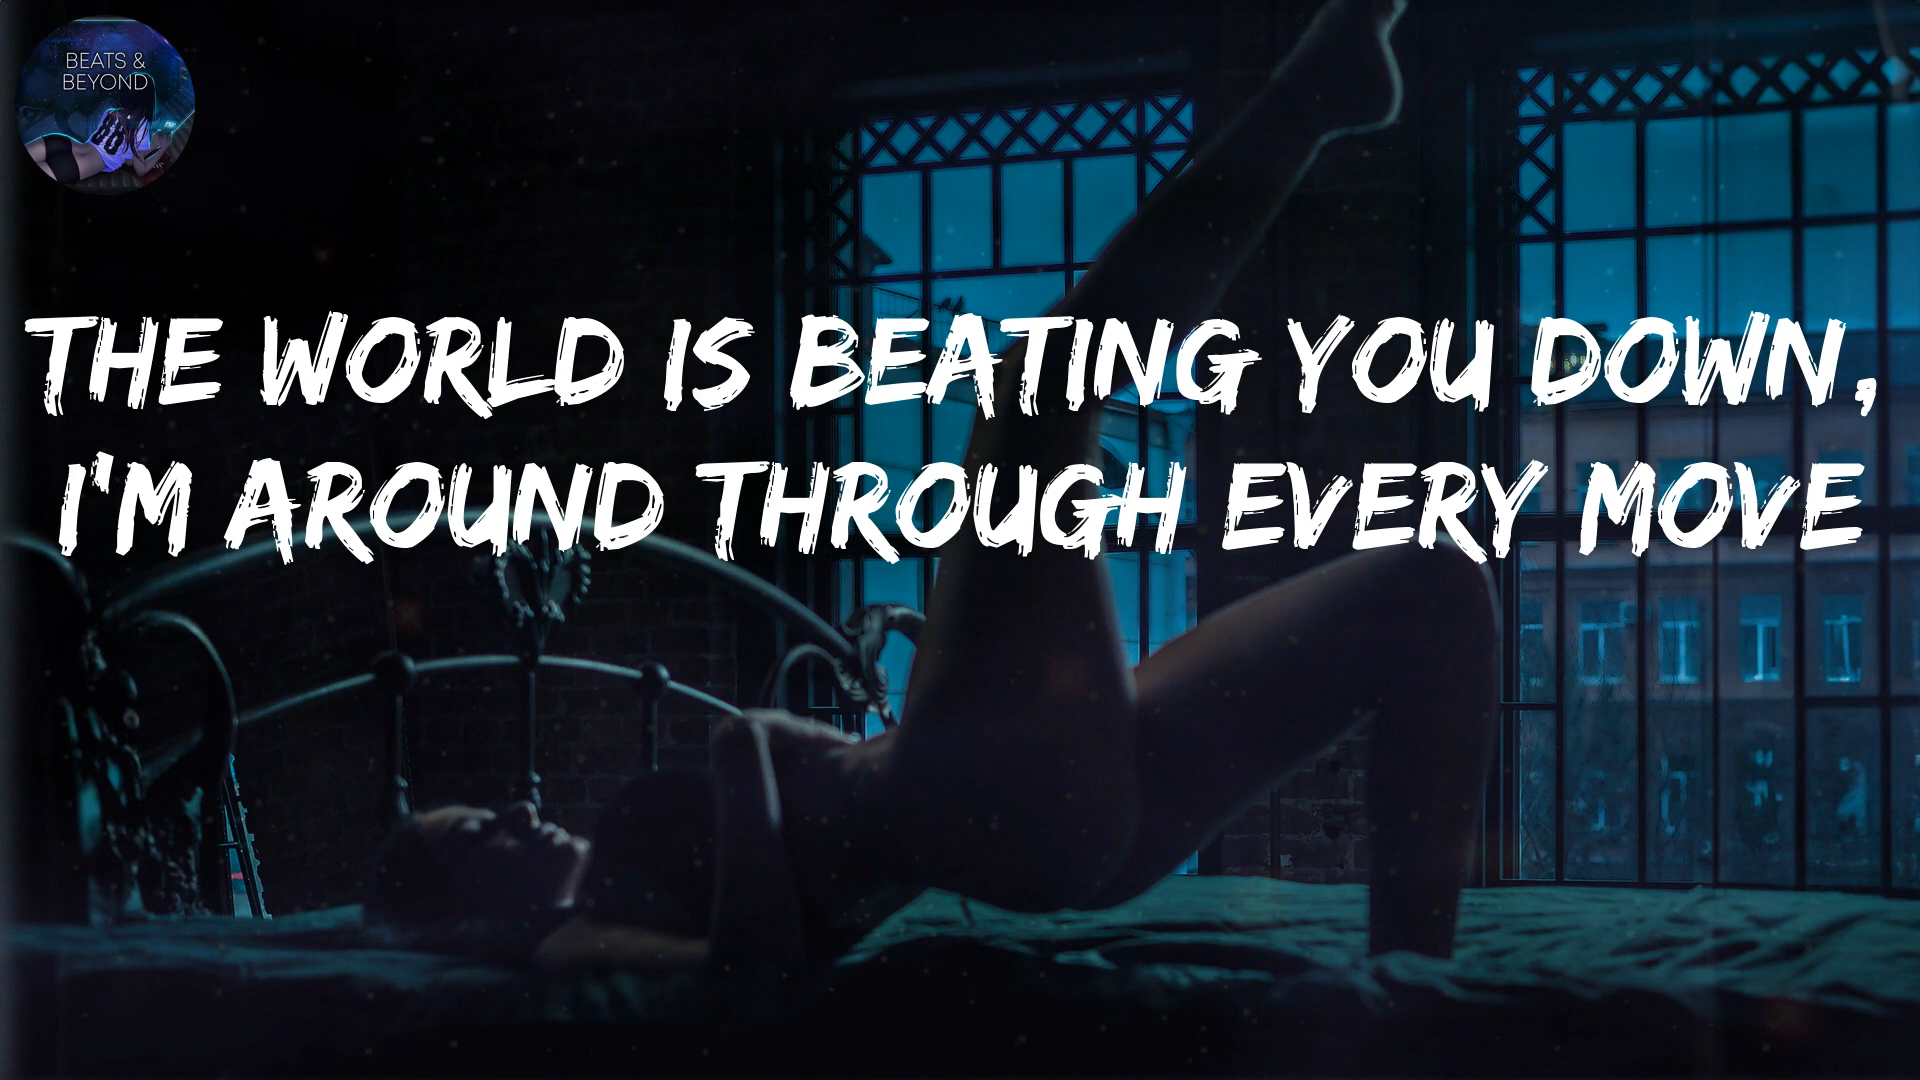 BEATS &
BEYOND
THE WORLD IS BEATING YOU DOWN,
I'M AROUND THROUGH EVERY MOVE